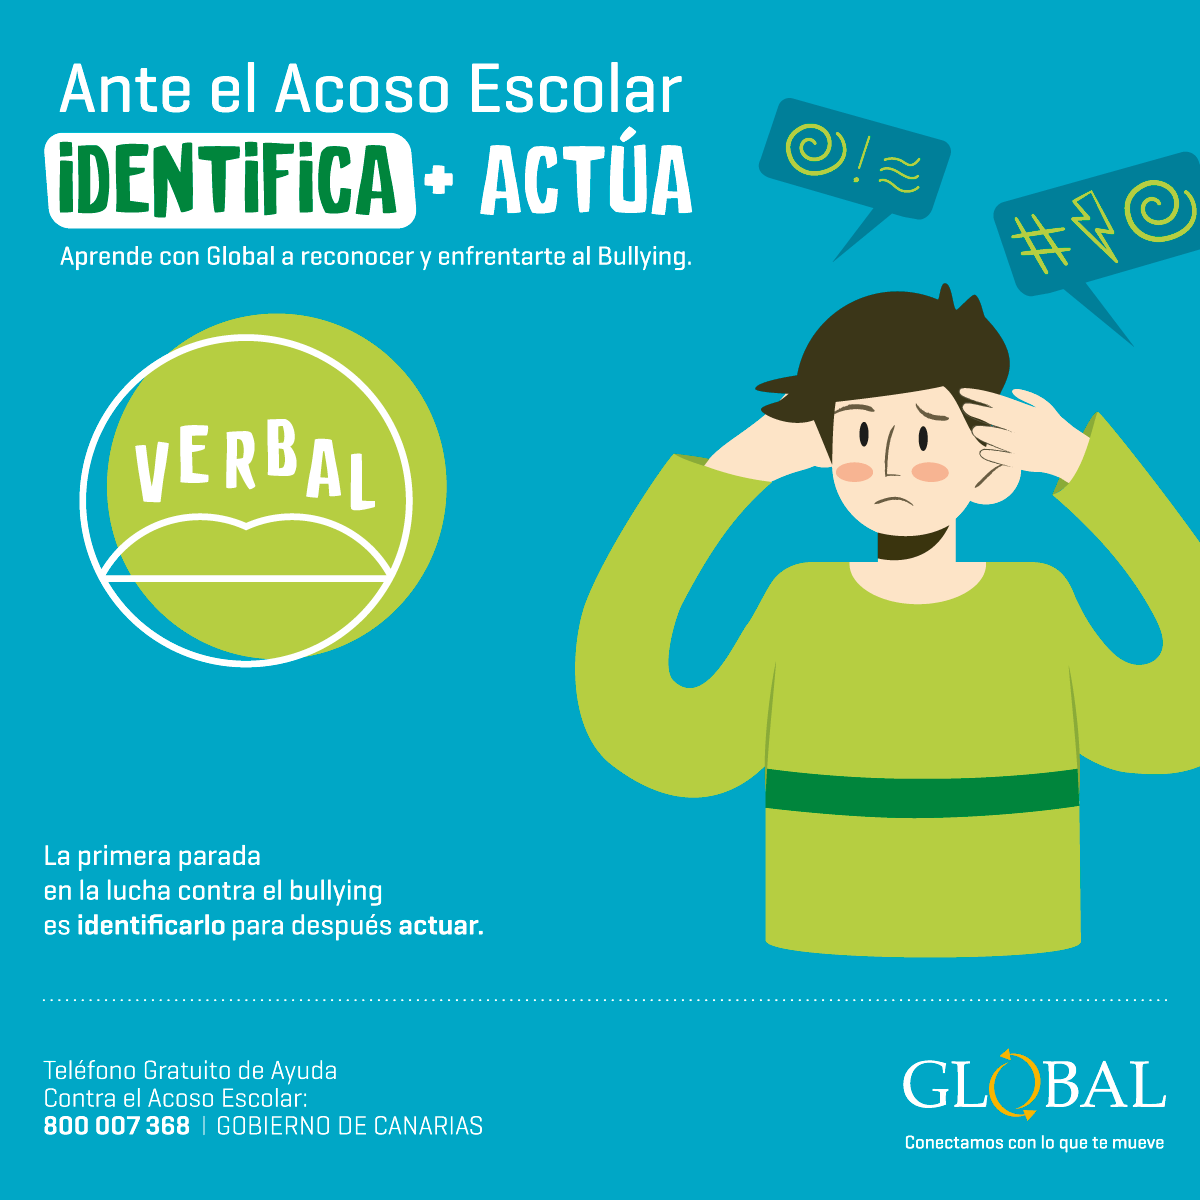 Ante el Acoso Escolar
iDENTiFiCA + ACTÚA
Aprende con Global a reconocer y enfrentarte al Bullying.
VERBAL
La primera parada
en la lucha contra el bullying
es identificarlo para después actuar.
Teléfono Gratuito de Ayuda
Contra el Acoso Escolar:
800 007 368 | GOBIERNO DE CANARIAS
GLOBAL
Conectamos con lo que te mueve